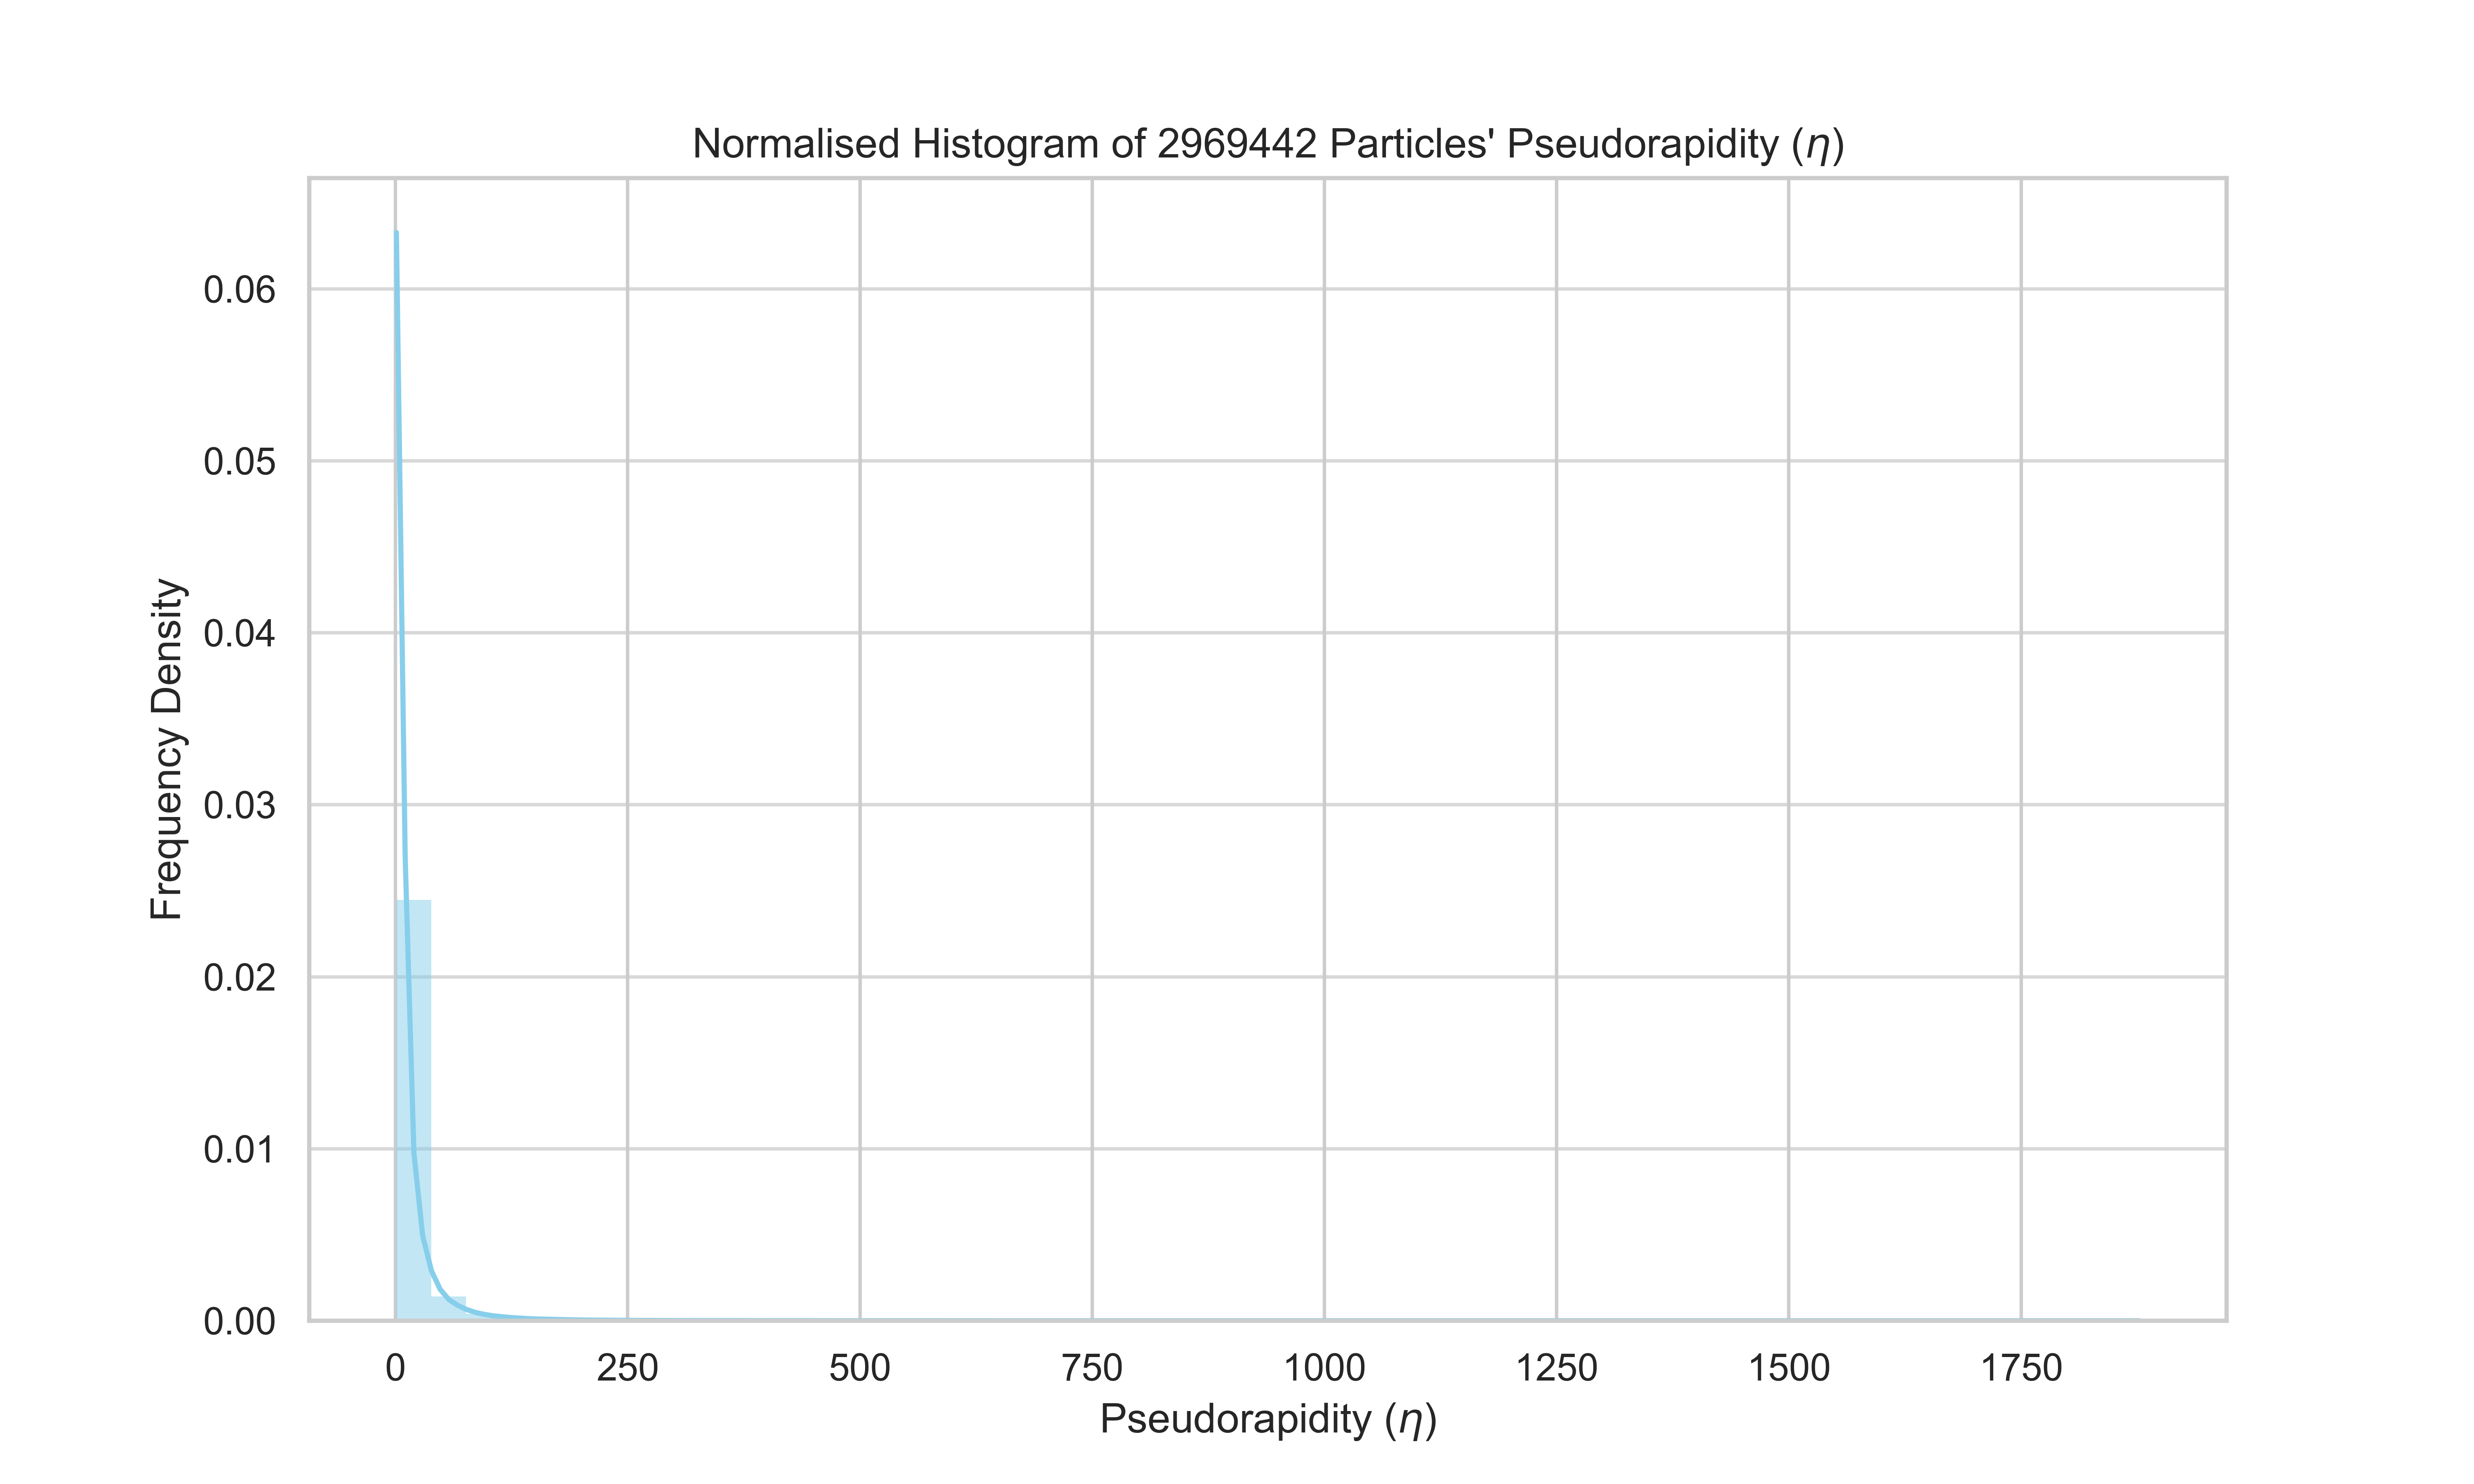 Normalised Histogram of 2969442 Particles' Pseudorapidity (η)
Frequency Density
0.06
0.05
0.04
0.03
0.02
0.01
0.00
0 250 500 750 1000 1250 1500 1750
Pseudorapidity (η)